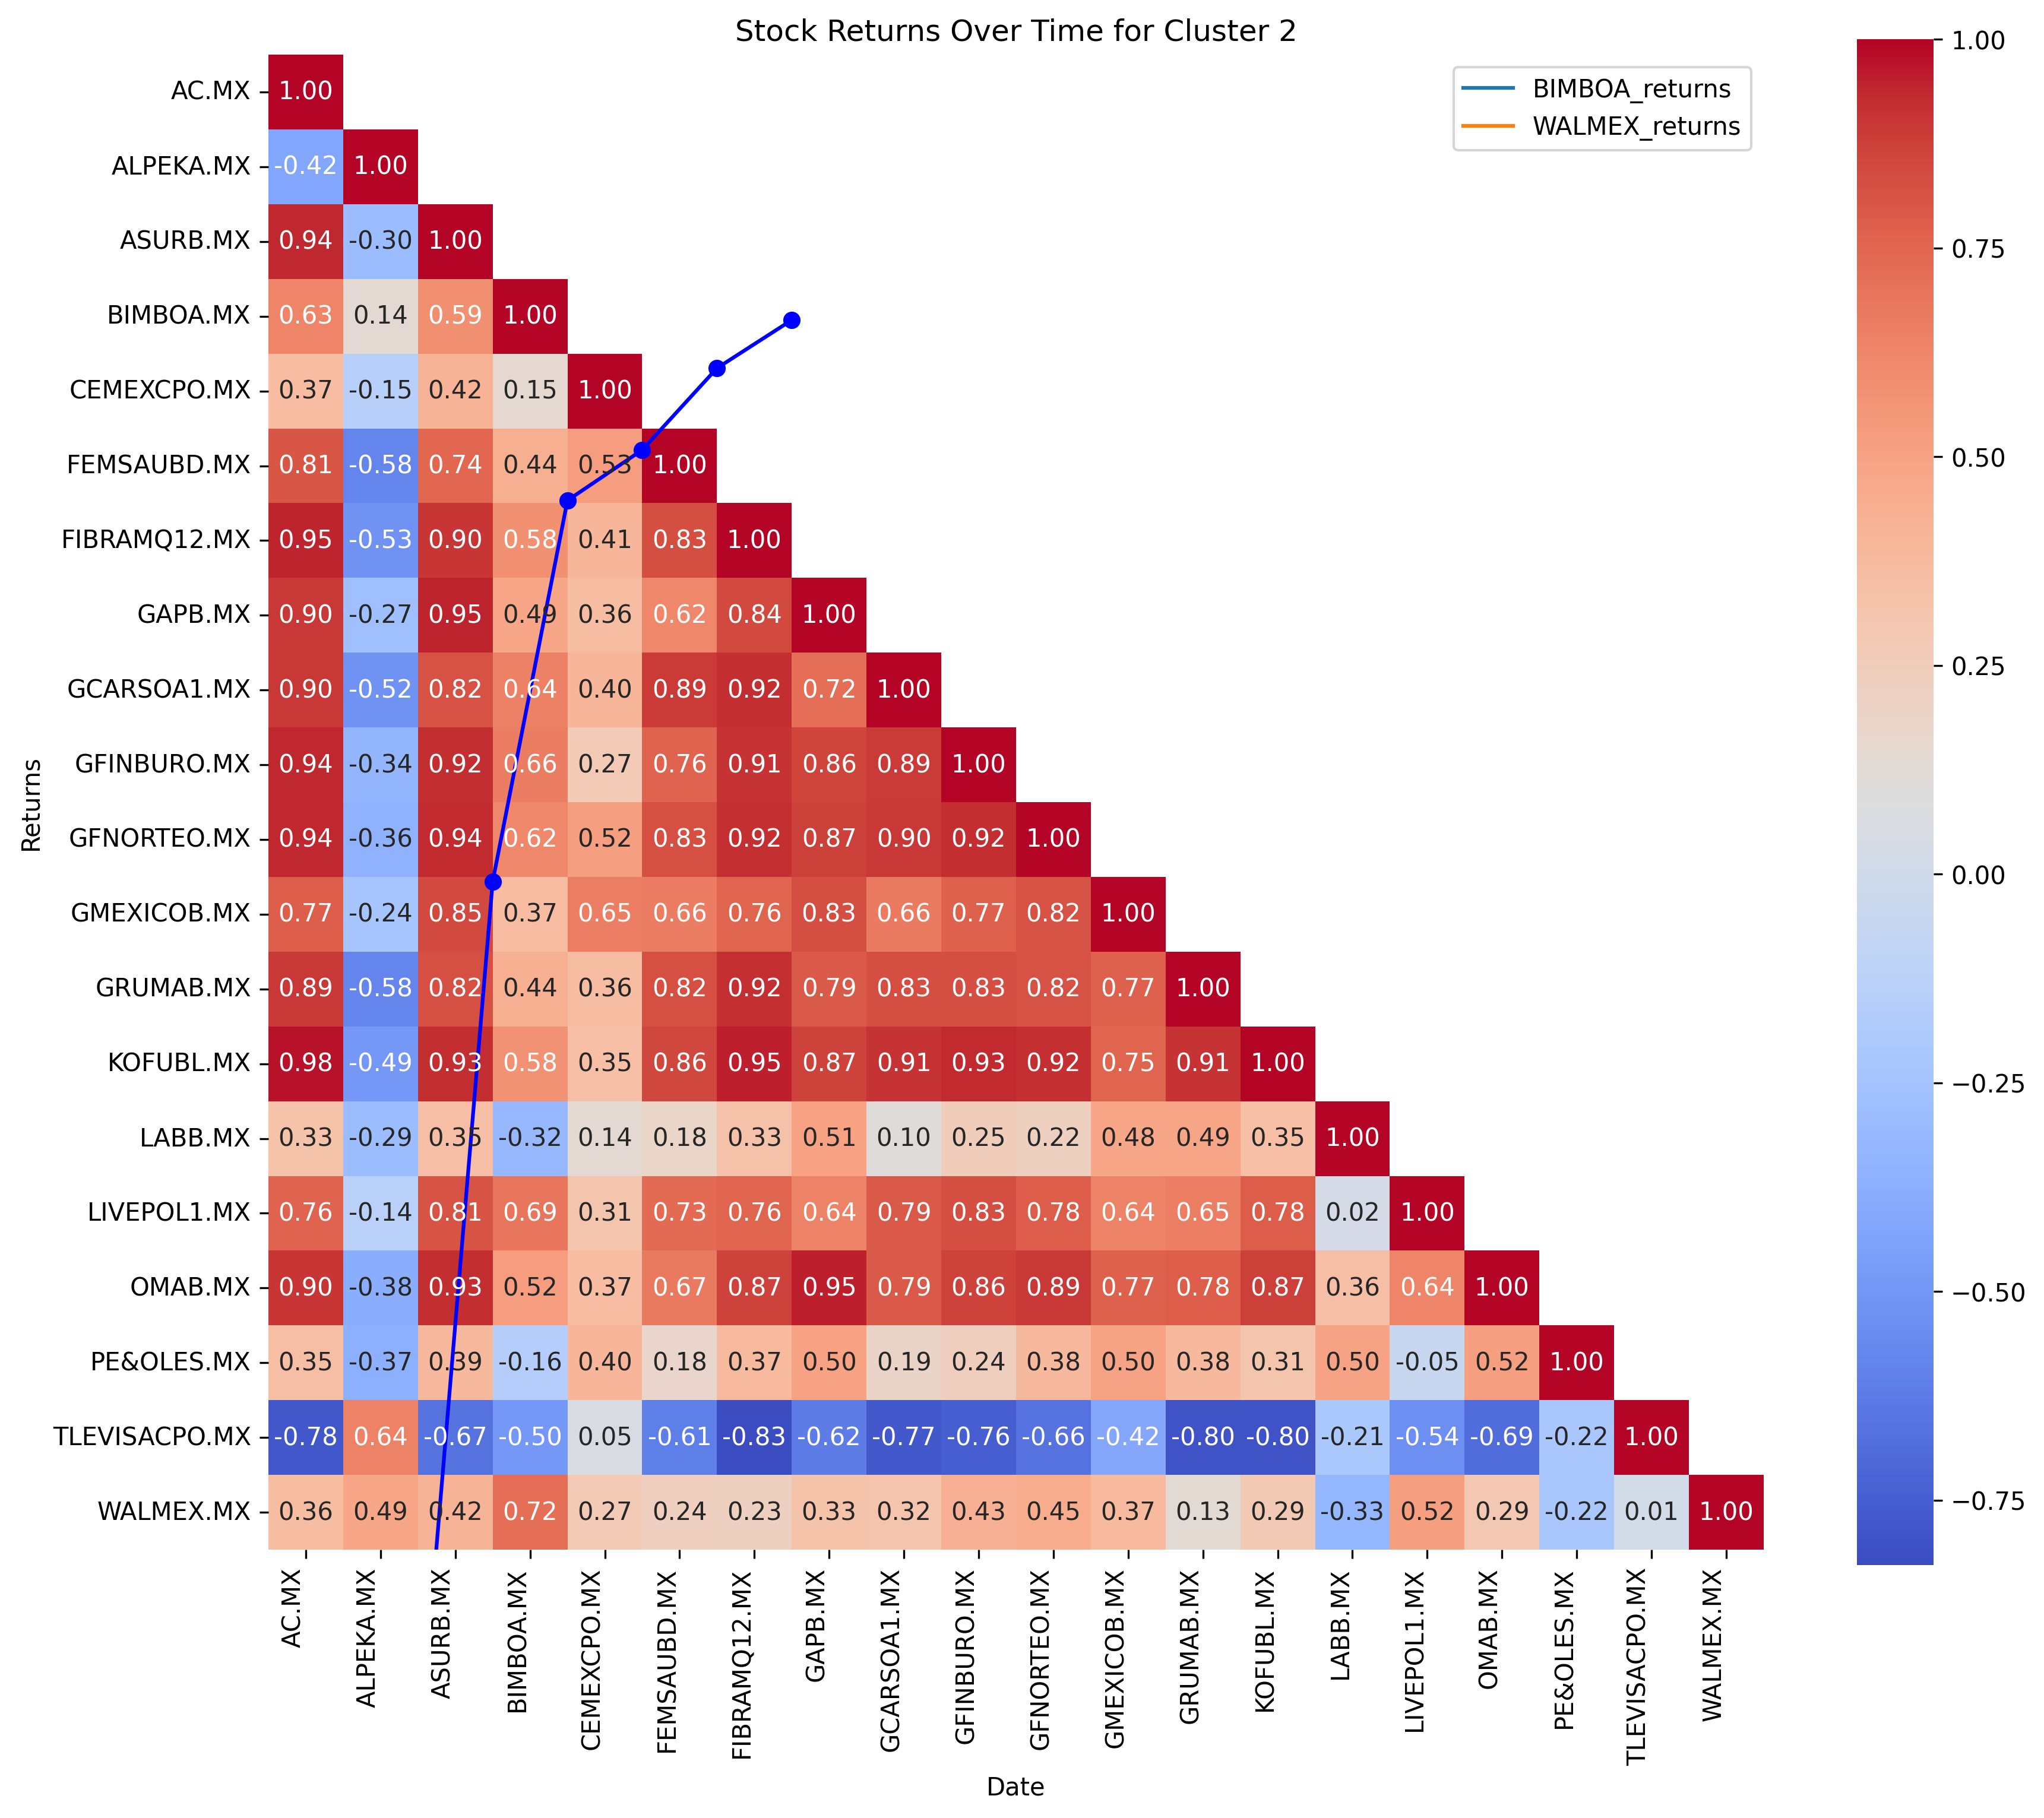 Stock Returns Over Time for Cluster 2
BIMBOA_returns
WALMEX_returns
Returns
AC.MX 1.00
ALPEKA.MX -0.42 1.00
ASURB.MX 0.94 -0.30 1.00
BIMBOA.MX 0.63 0.14 0.59 1.00
CEMEXCPO.MX 0.37 -0.15 0.42 0.15 1.00
FEMSAUBD.MX 0.81 -0.58 0.74 0.44 0.53 1.00
FIBRAMQ12.MX 0.95 -0.53 0.90 0.58 0.41 0.83 1.00
GAPB.MX 0.90 -0.27 0.95 0.49 0.36 0.62 0.84 1.00
GCARSOA1.MX 0.90 -0.52 0.82 0.64 0.40 0.89 0.92 0.72 1.00
GFINBURO.MX 0.94 -0.34 0.92 0.66 0.27 0.76 0.91 0.86 0.89 1.00
GFNORTEO.MX 0.94 -0.36 0.94 0.62 0.52 0.83 0.92 0.87 0.90 0.92 1.00
GMEXICOB.MX 0.77 -0.24 0.85 0.37 0.65 0.66 0.76 0.83 0.66 0.77 0.82 1.00
GRUMAB.MX 0.89 -0.58 0.82 0.44 0.36 0.82 0.92 0.79 0.83 0.83 0.82 0.77 1.00
KOFUBL.MX 0.98 -0.49 0.93 0.58 0.35 0.86 0.95 0.87 0.91 0.93 0.92 0.75 0.91 1.00
LABB.MX 0.33 -0.29 0.35 -0.32 0.14 0.18 0.33 0.51 0.10 0.25 0.22 0.48 0.49 0.35 1.00
LIVEPOL1.MX 0.76 -0.14 0.81 0.69 0.31 0.73 0.76 0.64 0.79 0.83 0.78 0.64 0.65 0.78 0.02 1.00
OMAB.MX 0.90 -0.38 0.93 0.52 0.37 0.67 0.87 0.95 0.79 0.86 0.89 0.77 0.78 0.87 0.36 0.64 1.00
PE&OLES.MX 0.35 -0.37 0.39 -0.16 0.40 0.18 0.37 0.50 0.19 0.24 0.38 0.50 0.38 0.31 0.50 -0.05 0.52 1.00
TLEVISACPO.MX -0.78 0.64 -0.67 -0.50 0.05 -0.61 -0.83 -0.62 -0.77 -0.76 -0.66 -0.42 -0.80 -0.80 -0.21 -0.54 -0.69 -0.22 1.00
WALMEX.MX 0.36 0.49 0.42 0.72 0.27 0.24 0.23 0.33 0.32 0.43 0.45 0.37 0.13 0.29 -0.33 0.52 0.29 -0.22 0.01 1.00
AC.MX
ALPEKA.MX
ASURB.MX
BIMBOA.MX
CEMEXCPO.MX
FEMSAUBD.MX
FIBRAMQ12.MX
GAPB.MX
GCARSOA1.MX
GFINBURO.MX
GFNORTEO.MX
GMEXICOB.MX
GRUMAB.MX
KOFUBL.MX
LABB.MX
LIVEPOL1.MX
OMAB.MX
PE&OLES.MX
TLEVISACPO.MX
WALMEX.MX
Date
1.00
0.75
0.50
0.25
0.00
−0.25
−0.50
−0.75